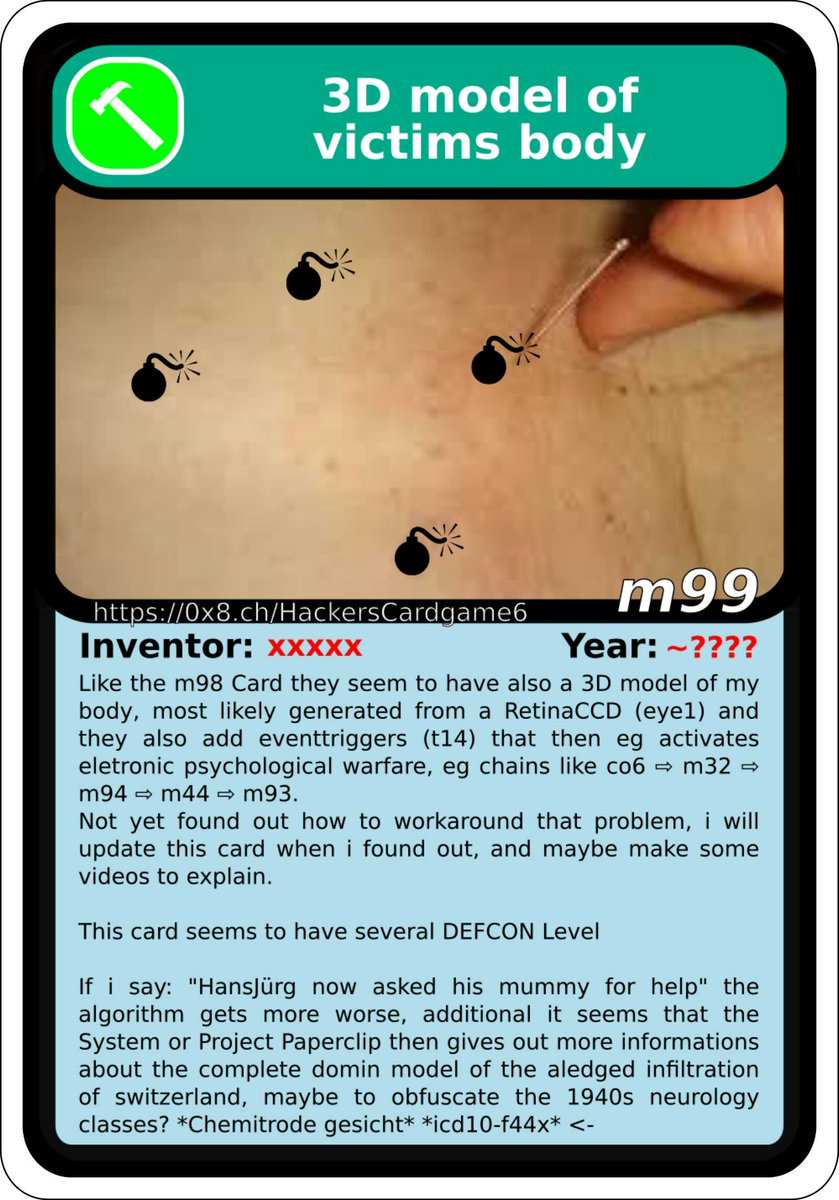 3D model of
victims body
m99
https://0x8.ch/HackersCardgame6
Inventor: xxxxx Year: ~????
Like the m98 Card they seem to have also a 3D model of my
body, most likely generated from a RetinaCCD (eye1) and
they also add eventtriggers (t14) that then eg activates
eletronic psychological warfare, eg chains like co6 ⇨ m32 ⇨
m94 ⇨ m44 ⇨ m93.
Not yet found out how to workaround that problem, i will
update this card when i found out, and maybe make some
videos to explain.
This card seems to have several DEFCON Level
If i say: "HansJürg now asked his mummy for help" the
algorithm gets more worse, additional it seems that the
System or Project Paperclip then gives out more informations
about the complete domin model of the aledged infiltration
of switzerland, maybe to obfuscate the 1940s neurology
classes? *Chemitrode gesicht* *icd10-f44x* <-